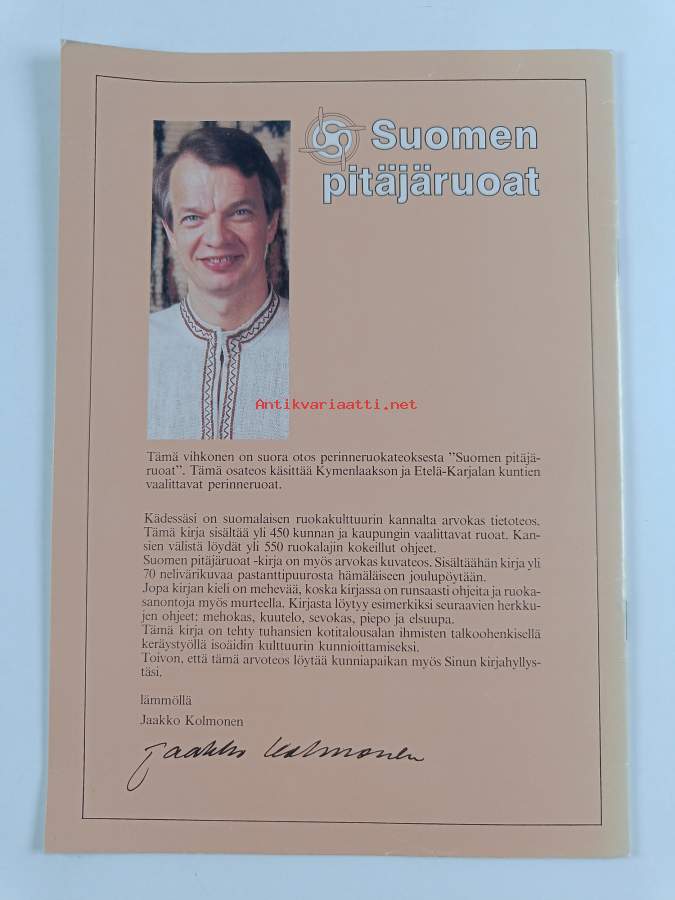 Suomen
pitäjäruoat
Antikvariaatti.net
Tämä vihkonen on suora otos perinneruokateoksesta ”Suomen pitäjä-
ruoat”. Tämä osateos käsittää Kymenlaakson ja Etelä-Karjalan kuntien
vaalittavat perinneruoat.
Kädessäsi on suomalaisen ruokakulttuurin kannalta arvokas tietoteos.
Tämä kirja sisältää yli 450 kunnan ja kaupungin vaalittavat ruoat. Kan-
sien välistä löydät yli 550 ruokalajin kokeillut ohjeet.
Suomen pitäjäruoat -kirja on myös arvokas kuvateos. Sisältäähän kirja yli
70 nelivärikuvaa pastanttipuurosta hämäläiseen joulupöytään.
Jopa kirjan kieli on mehevää, koska kirjassa on runsaasti ohjeita ja ruoka-
sanontoja myös murteella. Kirjasta löytyy esimerkiksi seuraavien herkku-
jen ohjeet: mehokas, kuutelo, sevokas, piepo ja elsuupa.
Tämä kirja on tehty tuhansien kotitalousalan ihmisten talkoohenkisellä
keräystyöllä isoäidin kulttuurin kunnioittamiseksi.
Toivon, että tämä arvoteos löytää kunniapaikan myös Sinun kirjahyllys-
täsi.
lämmöllä
Jaakko Kolmonen
Jaakko Kolmonen